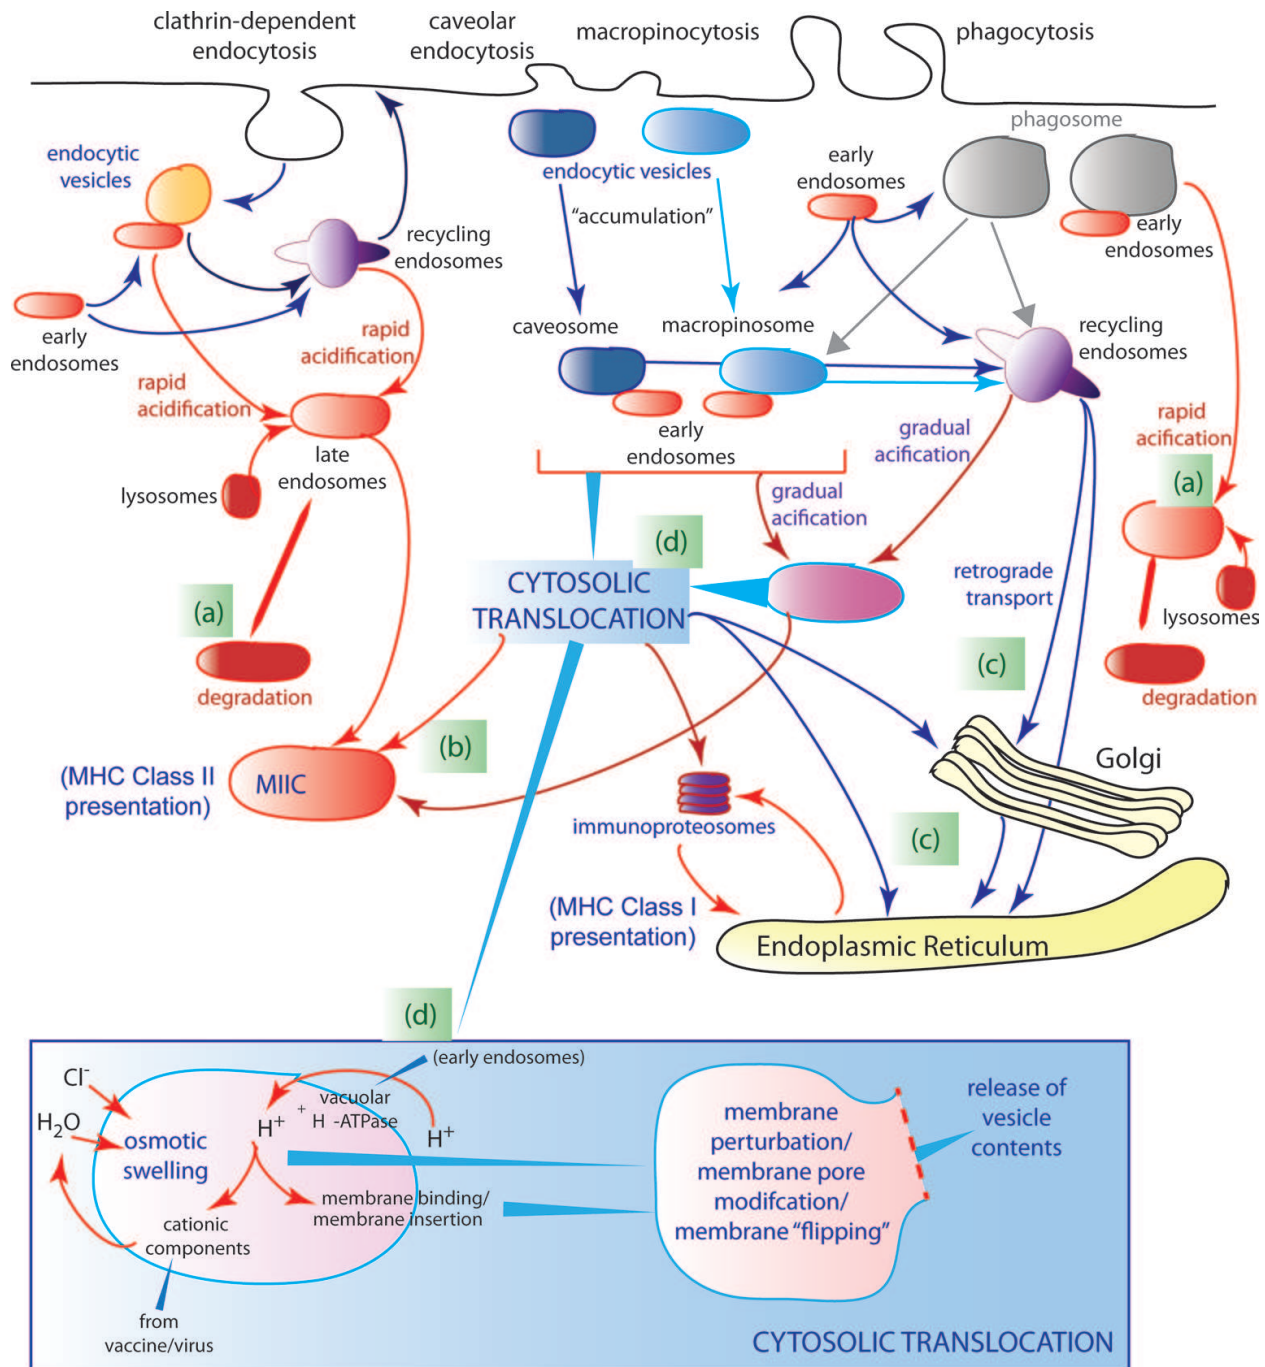 clathrin-dependent
endocytosis
caveolar
endocytosis
macropinocytosis
phagocytosis
endocytic
vesicles
endocytic vesicles
phagosome
early
endosomes
early
endosomes
"accumulation"
recycling
endosomes
early
endosomes
caveosome
macropinosome
recycling
endosomes
rapid
acidification
rapid
acidification
late
endosomes
lysosomes
early
endosomes
gradual
acification
gradual
acification
rapid
acification
(a)
(a)
(d)
CYTOSOLIC
TRANSLOCATION
retrograde
transport
lysosomes
degradation
degradation
(c)
(b)
(MHC Class II
presentation)
MIIC
Golgi
immunoproteosomes
(c)
(MHC Class I
presentation)
Endoplasmic Reticulum
(d)
(early endosomes)
Cl-
H2O
osmotic
swelling
H+
vacuolar
+
H -ATPase
H+
membrane binding/
membrane insertion
cationic
components
from
vaccine/virus
membrane
perturbation/
membrane pore
modifcation/
membrane "flipping"
release of
vesicle
contents
CYTOSOLIC TRANSLOCATION